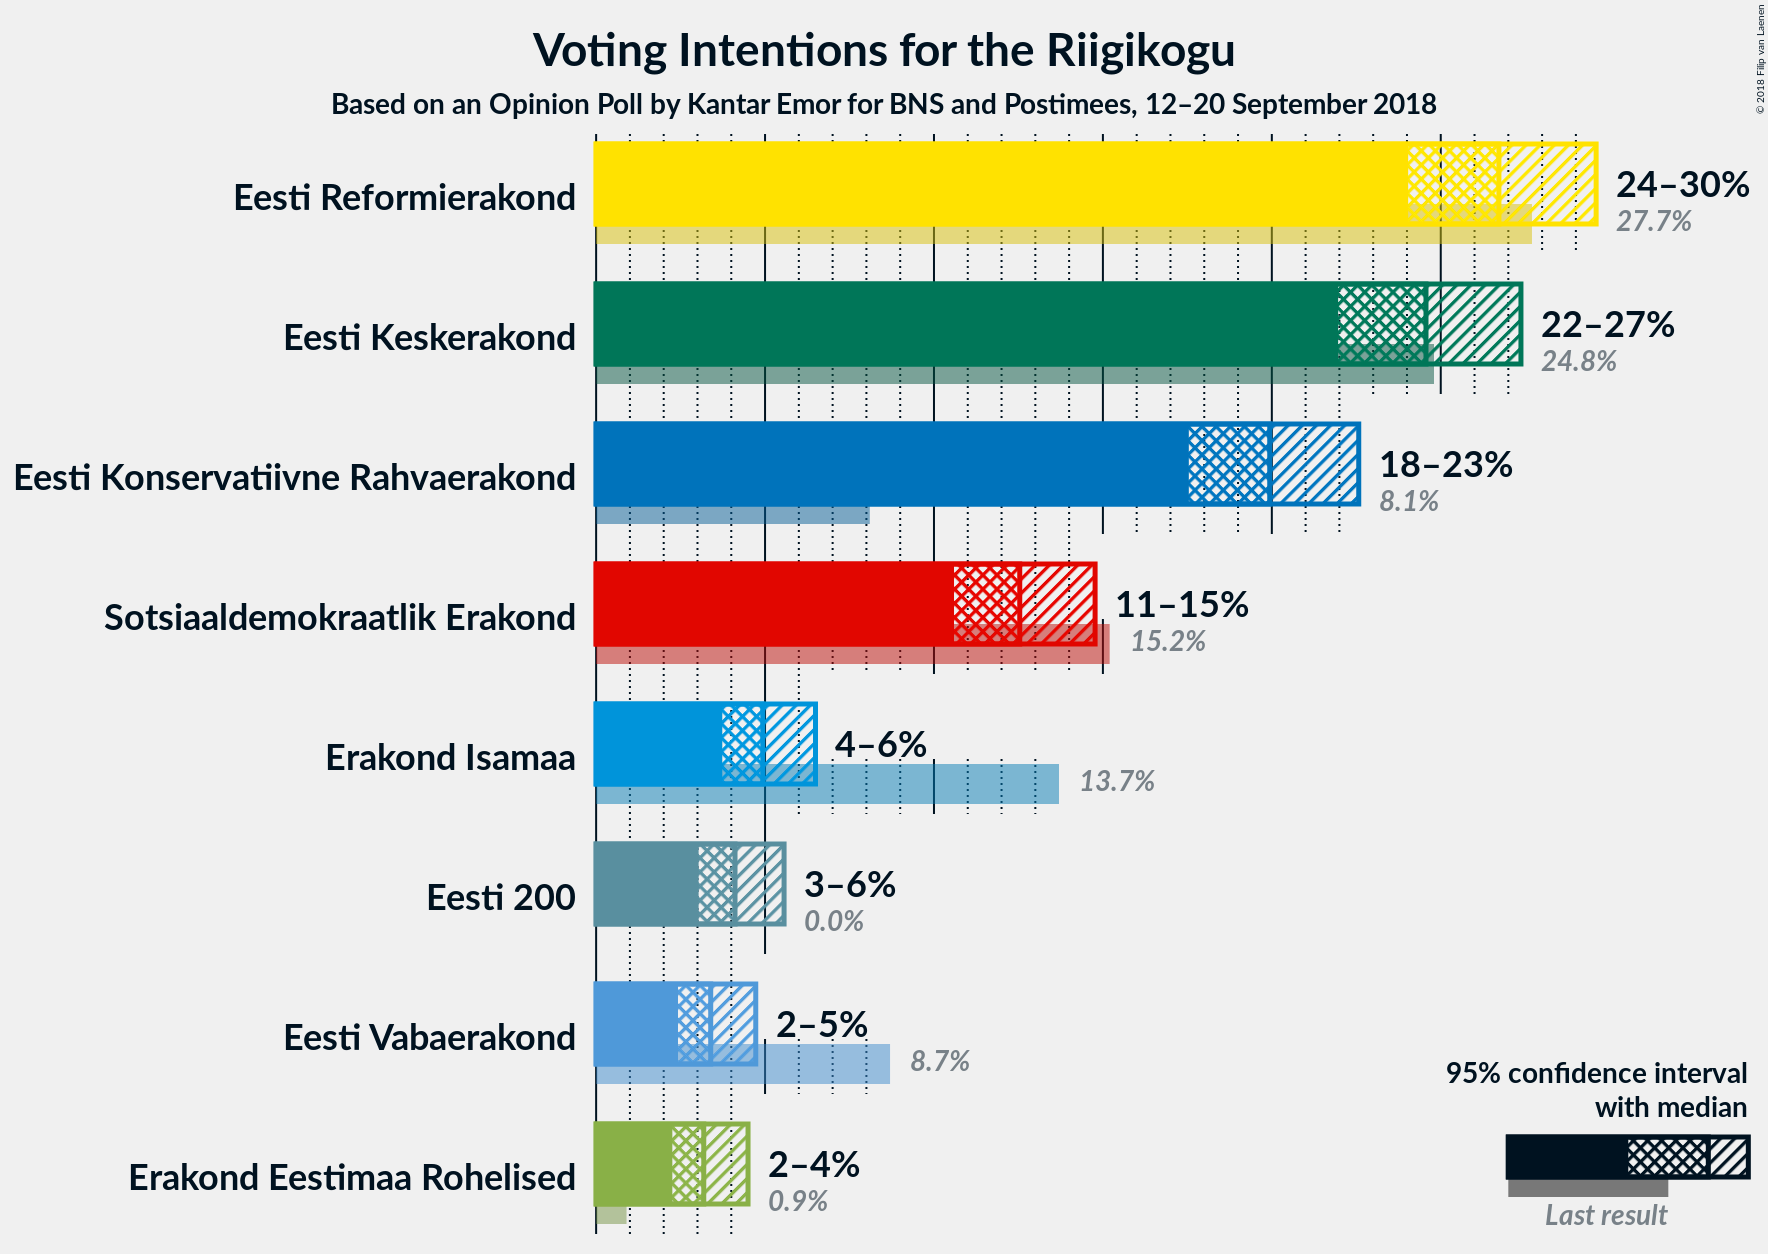 Voting Intentions for the Riigikogu
Based on an Opinion Poll by Kantar Emor for BNS and Postimees, 12–20 September 2018
© 2018 Filip van Laenen
Eesti Reformierakond
24–30%
27.7%
Eesti Keskerakond
22–27%
24.8%
Eesti Konservatiivne Rahvaerakond
18–23%
8.1%
Sotsiaaldemokraatlik Erakond
11–15%
15.2%
Erakond Isamaa
4–6%
13.7%
Eesti 200
3–6%
0.0%
Eesti Vabaerakond
2–5%
8.7%
Erakond Eestimaa Rohelised
2–4%
0.9%
95% confidence interval
with median
Last result